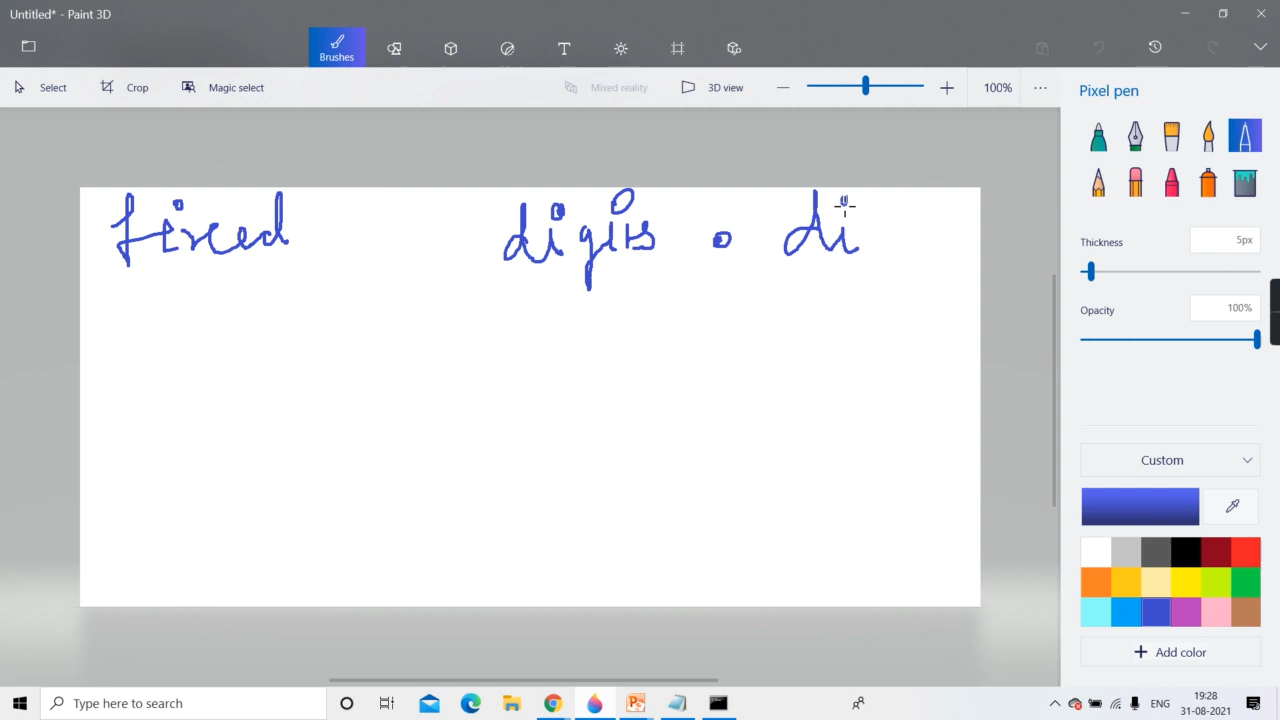 Untitled* - Paint 3D
Brushes
Select Crop Magic select Mixed reality 3D view 100%
Pixel pen
Thickness 5px
Opacity 100%
Custom
Add color
fixed digits . di
Type here to search
ENG 19:28
31-08-2021